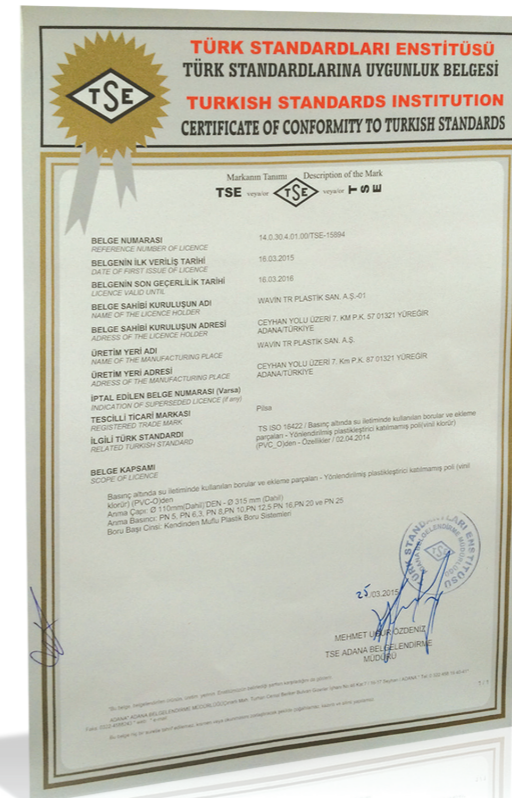 TÜRK STANDARDLARI ENSTİTÜSÜ
TÜRK STANDARDLARINA UYGUNLUK BELGESİ
TURKISH STANDARDS INSTITUTION
CERTIFICATE OF CONFORMITY TO TURKISH STANDARDS
TSE
Markanın Tanımı Description of the Mark
TSE veya/or TSE veya/or TSE
BELGE NUMARASI 14.0.30.4.01.00/TSE-15894
REFERENCE NUMBER OF LICENCE
BELGENİN İLK VERİLİŞ TARİHİ 16.03.2015
DATE OF FIRST ISSUE OF LICENCE
BELGENİN SON GEÇERLİLİK TARİHİ 16.03.2016
LICENCE VALID UNTIL
BELGE SAHİBİ KURULUŞUN ADI WAVİN TR PLASTİK SAN. A.Ş.-01
NAME OF THE LICENCE HOLDER
BELGE SAHİBİ KURULUŞUN ADRESİ CEYHAN YOLU ÜZERİ 7. KM P.K. 57 01321 YÜREĞİR
ADRESS OF THE LICENCE HOLDER ADANA/TÜRKİYE
ÜRETİM YERİ ADI WAVİN TR PLASTİK SAN. A.Ş.
NAME OF THE MANUFACTURING PLACE
ÜRETİM YERİ ADRESİ CEYHAN YOLU ÜZERİ 7. Km P.K. 87 01321 YÜREĞİR
ADRESS OF THE MANUFACTURING PLACE ADANA/TÜRKİYE
İPTAL EDİLEN BELGE NUMARASI (Varsa)
INDICATION OF SUPERSEDED LICENCE (if any)
TESCİLLİ TİCARİ MARKASI Pilsa
REGISTERED TRADE MARK
İLGİLİ TÜRK STANDARDI TS ISO 16422 / Basınç altında su iletiminde kullanılan borular ve ekleme
RELATED TURKISH STANDARD parçaları - Yönlendirilmiş plastikleştirici katılmamış poli(vinil klorür)
(PVC_O)den - Özellikler / 02.04.2014
BELGE KAPSAMI
SCOPE OF LICENCE
Basınç altında su iletiminde kullanılan borular ve ekleme parçaları - Yönlendirilmiş plastikleştirici katılmamış poli (vinil
klorür) (PVC-O)den
Anma Çapı: Ø 110mm(Dahil)'DEN - Ø 315 mm (Dahil)
Anma Basıncı: PN 5, PN 6,3, PN 8,PN 10,PN 12,5 PN 16,PN 20 ve PN 25
Boru Başı Cinsi: Kendinden Muflu Plastik Boru Sistemleri
TÜRK STANDARDLARI ENSTİTÜSÜ
TSE
25/03.2015
MEHMET UĞUR ÖZDENİZ
TSE ADANA BELGELENDİRME
MÜDÜRÜ